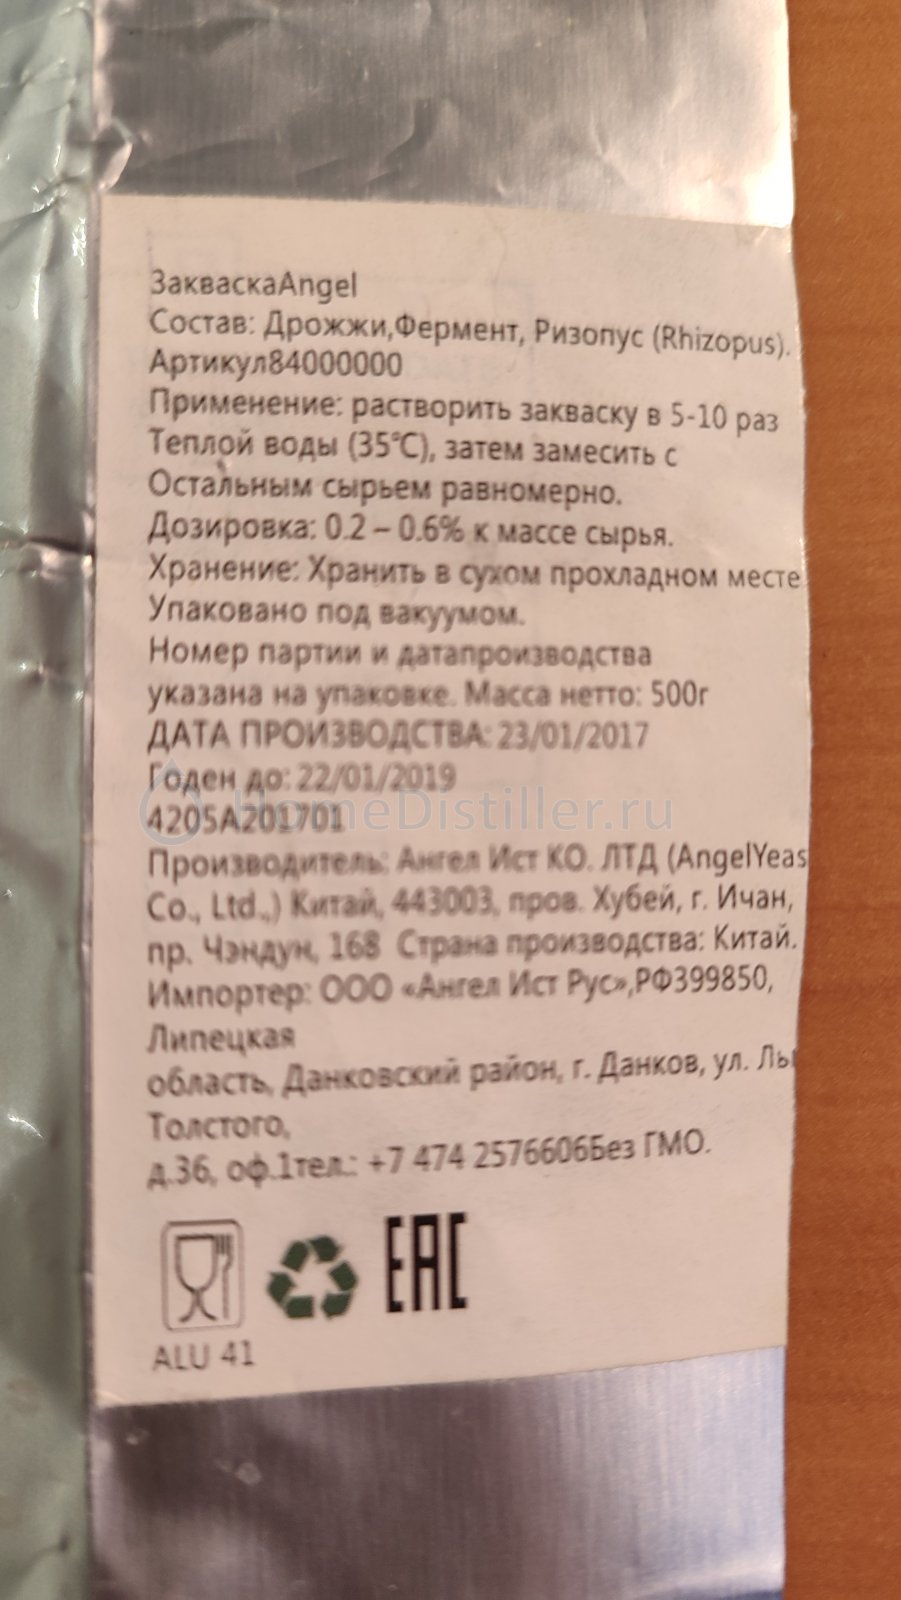 ЗакваскаAngel
Состав: Дрожжи,Фермент, Ризопус (Rhizopus).
Артикул84000000
Применение: растворить закваску в 5-10 раз
Теплой воды (35℃), затем замесить с
Остальным сырьем равномерно.
Дозировка: 0.2 – 0.6% к массе сырья.
Хранение: Хранить в сухом прохладном месте
Упаковано под вакуумом.
Номер партии и датапроизводства
указана на упаковке. Масса нетто: 500г
ДАТА ПРОИЗВОДСТВА: 23/01/2017
Годен до: 22/01/2019
HomeDistiller.ru
4205A201701
Производитель: Ангел Ист КО. ЛТД (AngelYeas
Co., Ltd.,) Китай, 443003, пров. Хубей, г. Ичан,
пр. Чэндун, 168 Страна производства: Китай.
Импортер: ООО «Ангел Ист Рус»,РФ399850,
Липецкая
область, Данковский район, г. Данков, ул. Ль
Толстого,
д.36, оф.1тел.: +7 474 2576606Без ГМО.
EAC
ALU 41